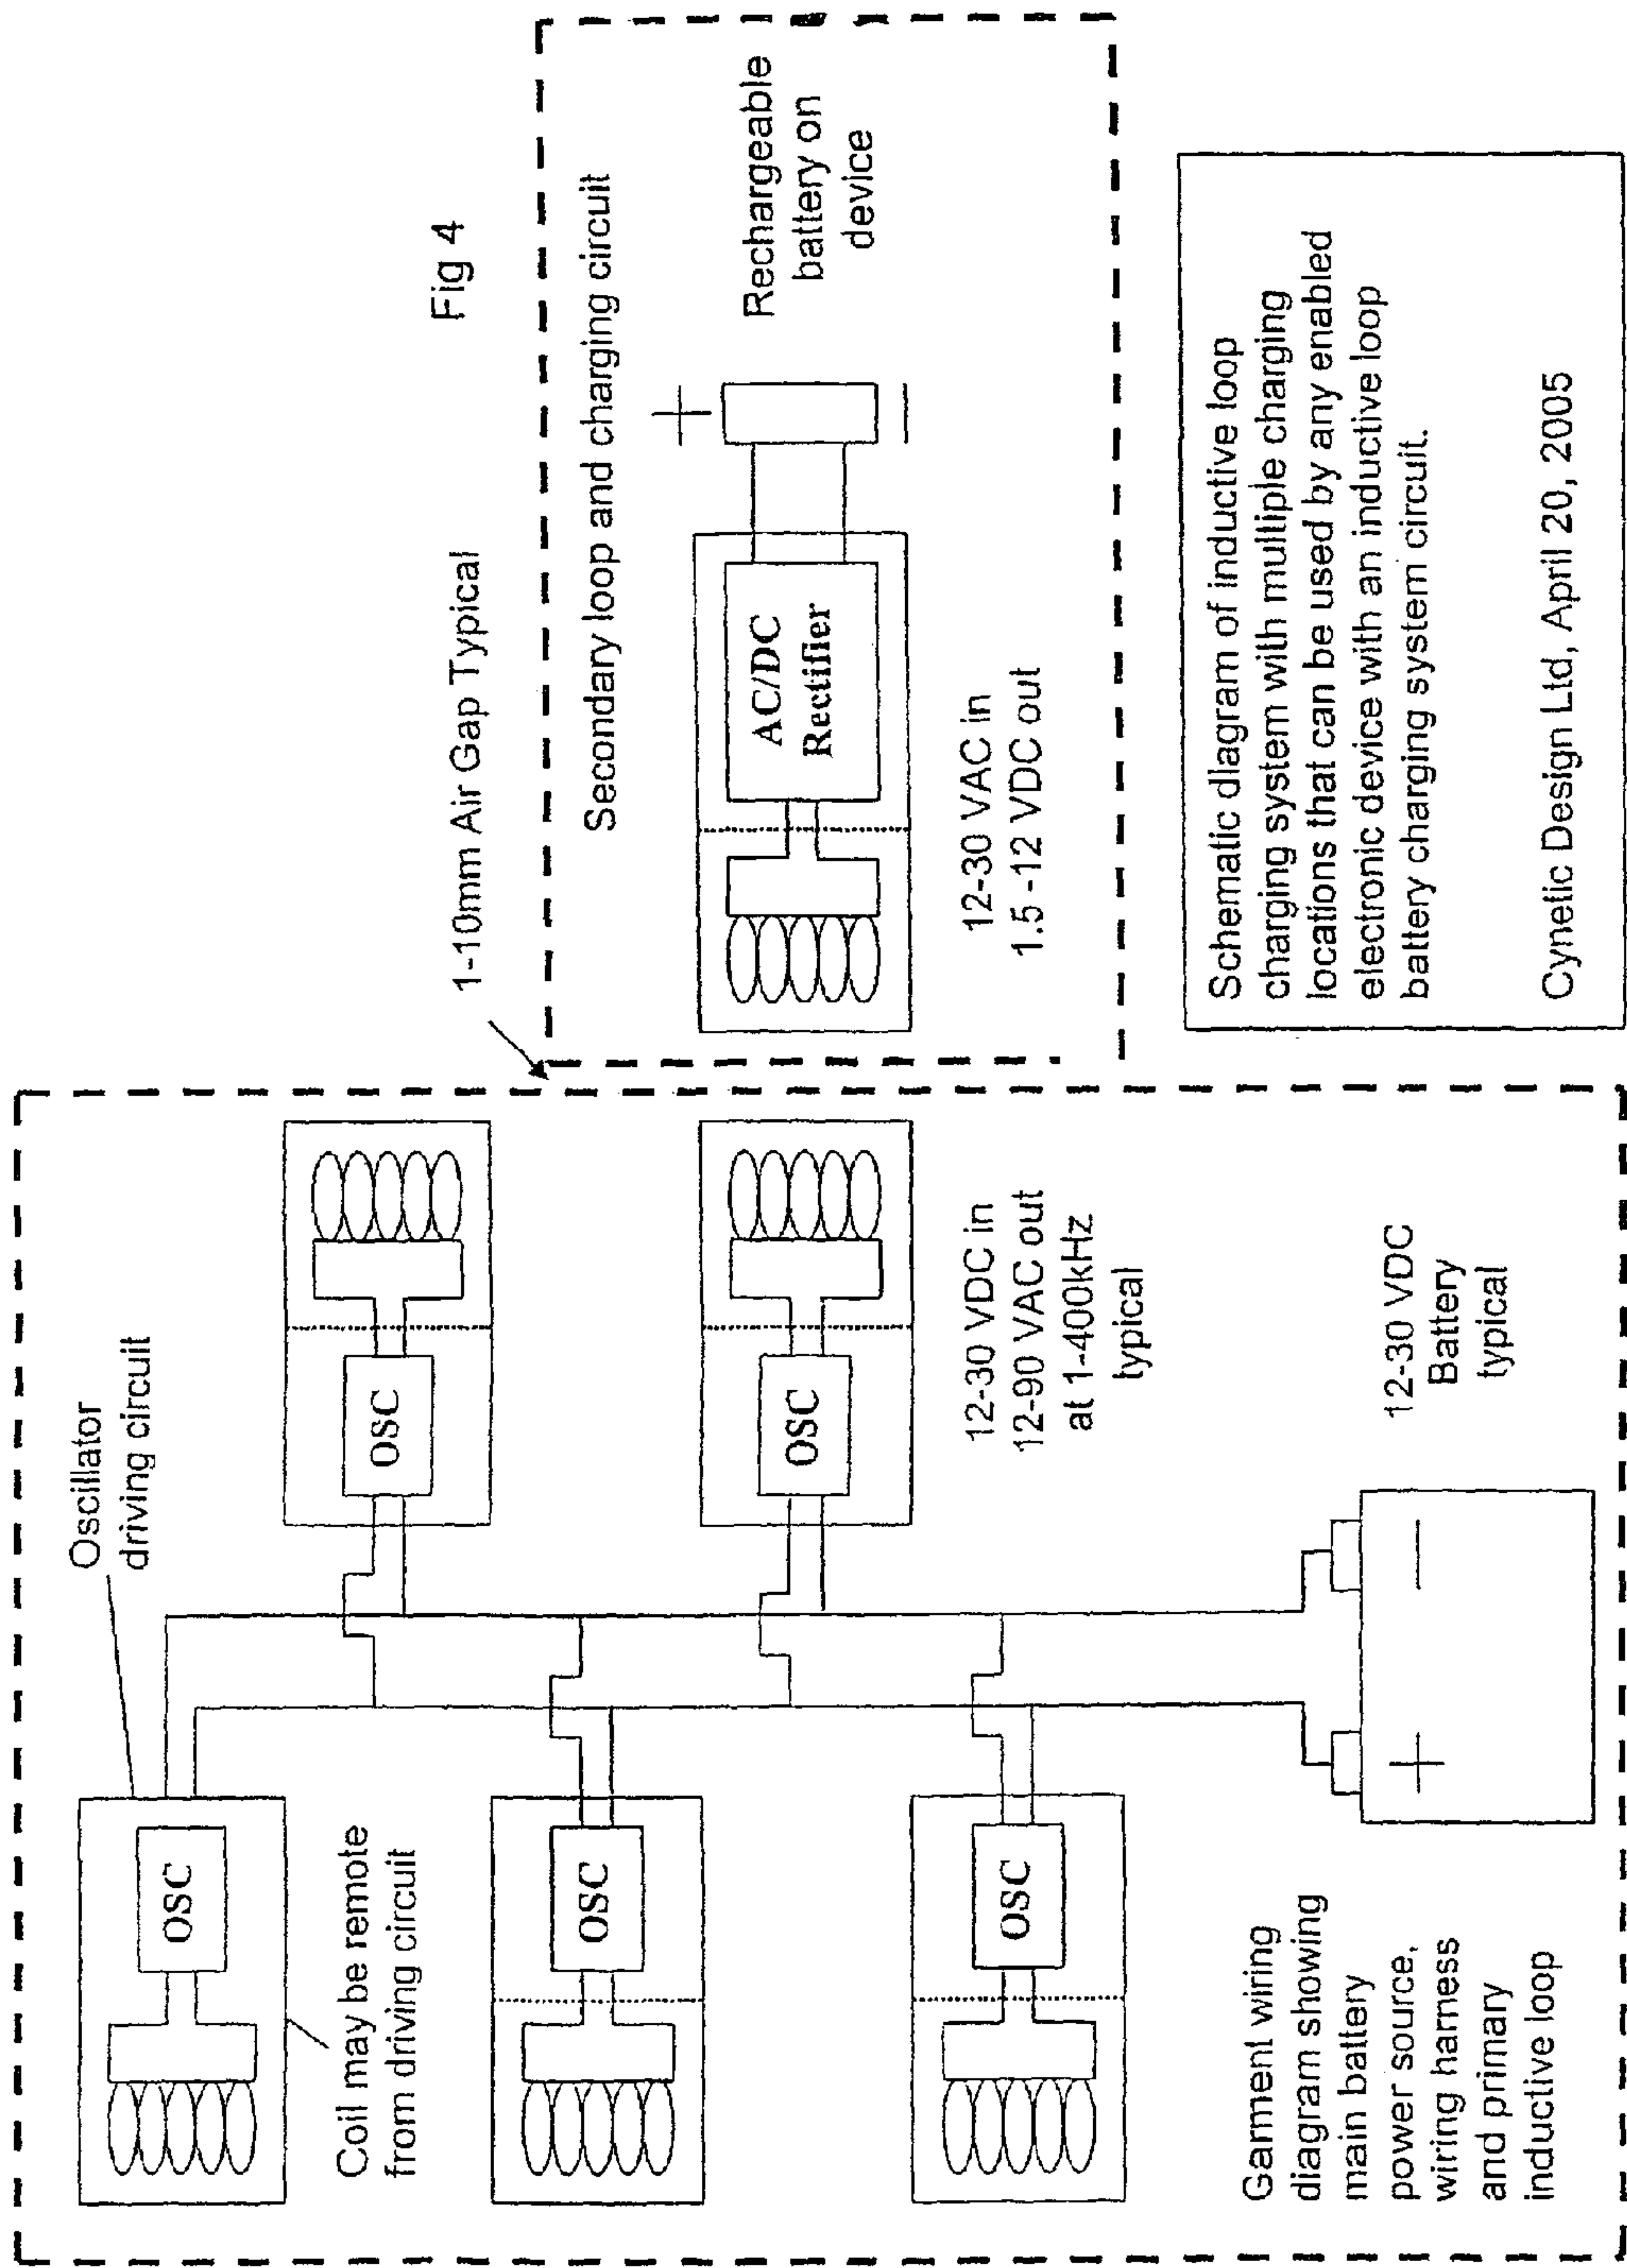 Fig 4
1-10mm Air Gap Typical
Oscillator
driving circuit
OSC
Coil may be remote
from driving circuit
OSC
OSC
OSC
OSC
12-30 VDC in
12-90 VAC out
at 1-400kHz
typical
12-30 VDC
Battery
typical
+
—
Garment wiring
diagram showing
main battery
power source,
wiring harness
and primary
inductive loop
Secondary loop and charging circuit
AC/DC
Rectifier
+
—
Rechargeable
battery on
device
12-30 VAC in
1.5 -12 VDC out
Schematic diagram of inductive loop
charging system with multiple charging
locations that can be used by any enabled
electronic device with an inductive loop
battery charging system circuit.
Cynetic Design Ltd, April 20, 2005